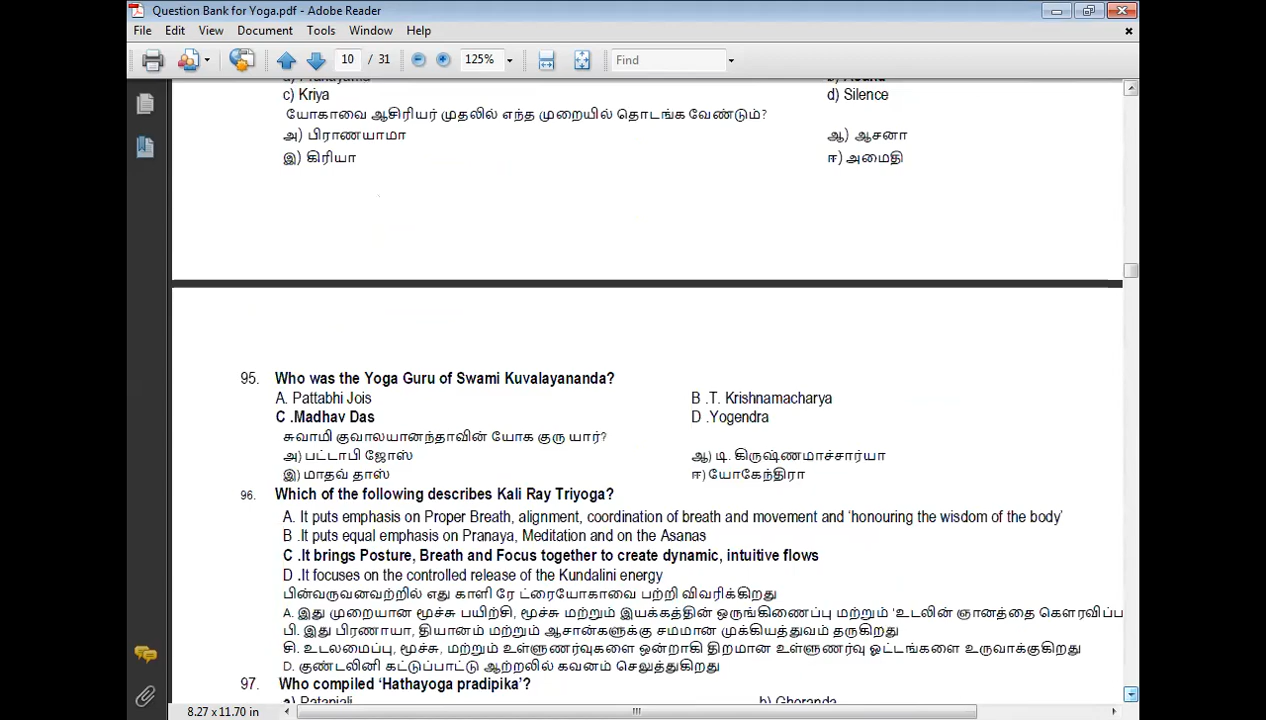 Question Bank for Yoga.pdf - Adobe Reader
File Edit View Document Tools Window Help
10 / 31 125% Find
c) Kriya d) Silence
யோகாவை ஆசிரியர் முதலில் எந்த முறையில் தொடங்க வேண்டும்?
அ) பிராணயாமா ஆ) ஆசனா
இ) கிரியா ஈ) அமைதி
95. Who was the Yoga Guru of Swami Kuvalayananda?
A. Pattabhi Jois B .T. Krishnamacharya
C .Madhav Das D .Yogendra
சுவாமி குவாலயானந்தாவின் யோக குரு யார்?
அ) பட்டாபி ஜோஸ் ஆ) டி. கிருஷ்ணமாச்சார்யா
இ) மாதவ் தாஸ் ஈ) யோகேந்திரா
96. Which of the following describes Kali Ray Triyoga?
A. It puts emphasis on Proper Breath, alignment, coordination of breath and movement and ‘honouring the wisdom of the body’
B .It puts equal emphasis on Pranaya, Meditation and on the Asanas
C .It brings Posture, Breath and Focus together to create dynamic, intuitive flows
D .It focuses on the controlled release of the Kundalini energy
பின்வருவனவற்றில் எது காளி ரே ட்ரையோகாவை பற்றி விவரிக்கிறது
A. இது முறையான மூச்சு பயிற்சி, மூச்சு மற்றும் இயக்கத்தின் ஒருங்கிணைப்பு மற்றும் 'உடலின் ஞானத்தை கௌரவிப்ப
பி. இது பிரணாயா, தியானம் மற்றும் ஆசான்களுக்கு சமமான முக்கியத்துவம் தருகிறது
சி. உடலமைப்பு, மூச்சு, மற்றும் உள்ளுணர்வுகளை ஒன்றாகி திறமான உள்ளுணர்வு ஓட்டங்களை உருவாக்குகிறது
D. குண்டலினி கட்டுப்பாட்டு ஆற்றலில் கவனம் செலுத்துகிறது
97. Who compiled ‘Hathayoga pradipika’?
a) Patanjali b) Gheranda
8.27 x 11.70 in